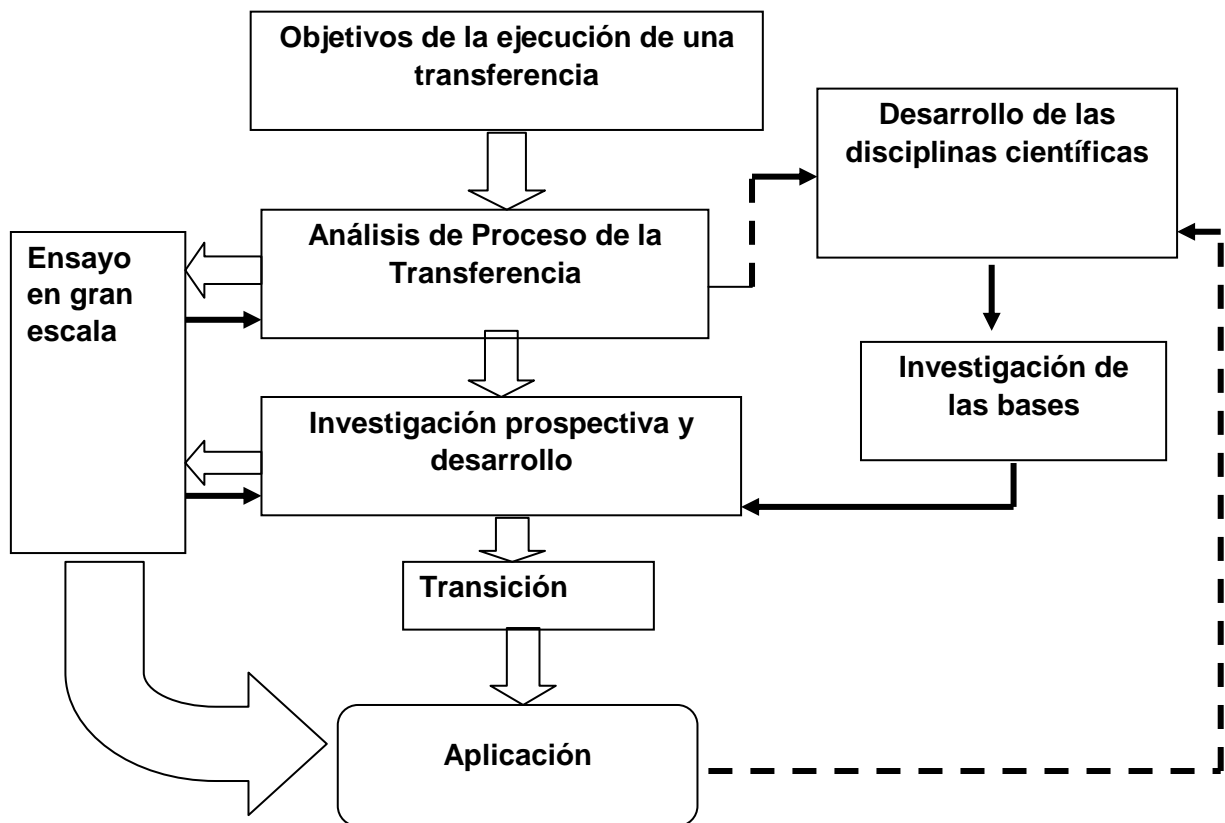 Objetivos de la ejecución de una
transferencia
Desarrollo de las
disciplinas científicas
Análisis de Proceso de la
Transferencia
Ensayo
en gran
escala
Investigación de
las bases
Investigación prospectiva y
desarrollo
Transición
Aplicación